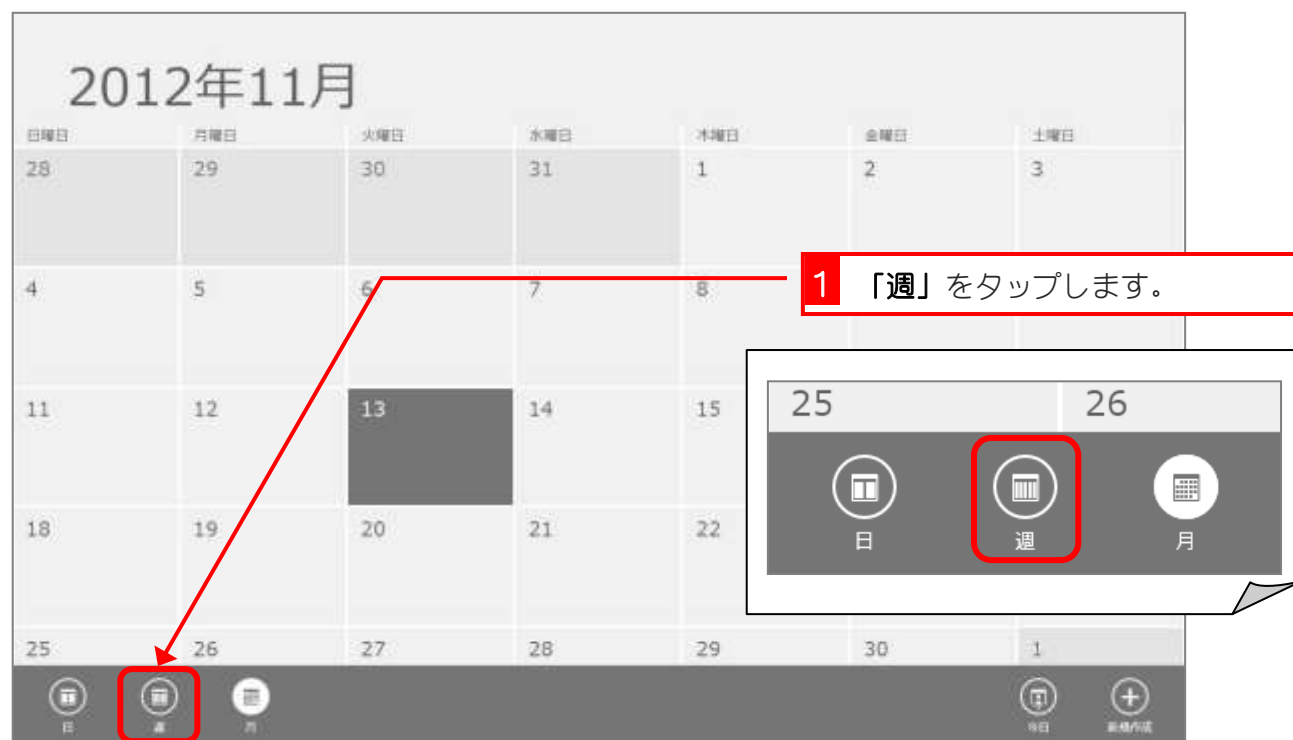 2012年11月
日曜日 月曜日 火曜日 水曜日 木曜日 金曜日 土曜日
28 29 30 31 1 2 3
4 5 6 7 8
1 「週」をタップします。
11 12 13 14 15
25 26
日 週 月
18 19 20 21 22
25 26 27 28 29 30 1
日 週 月 今日 新規作成